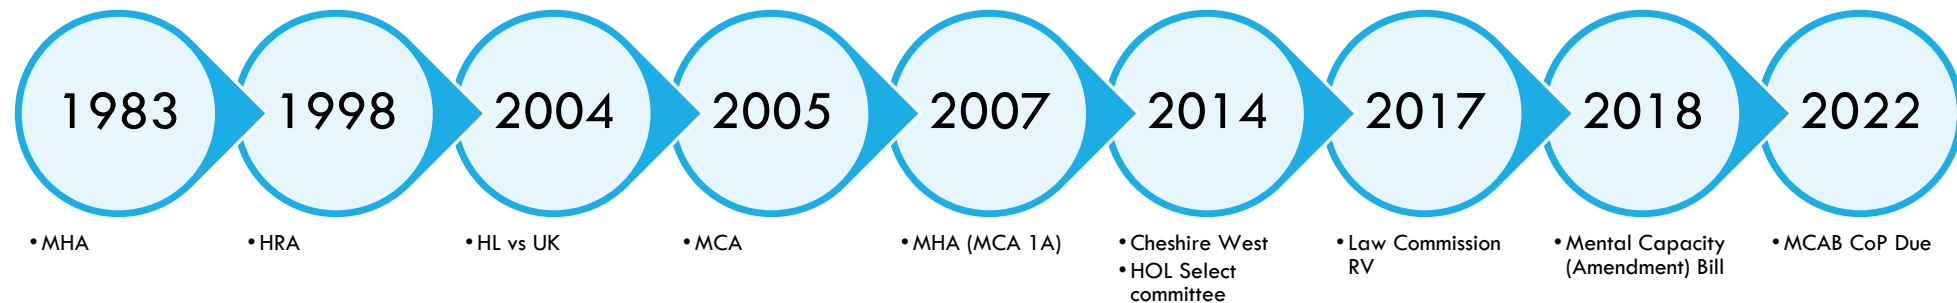 1983
1998
2004
2005
2007
2014
2017
2018
2022
•MHA
•HRA
•HL vs UK
•MCA
•MHA (MCA 1A)
•Cheshire West
•HOL Select
committee
•Law Commission
RV
•Mental Capacity
(Amendment) Bill
•MCAB CoP Due